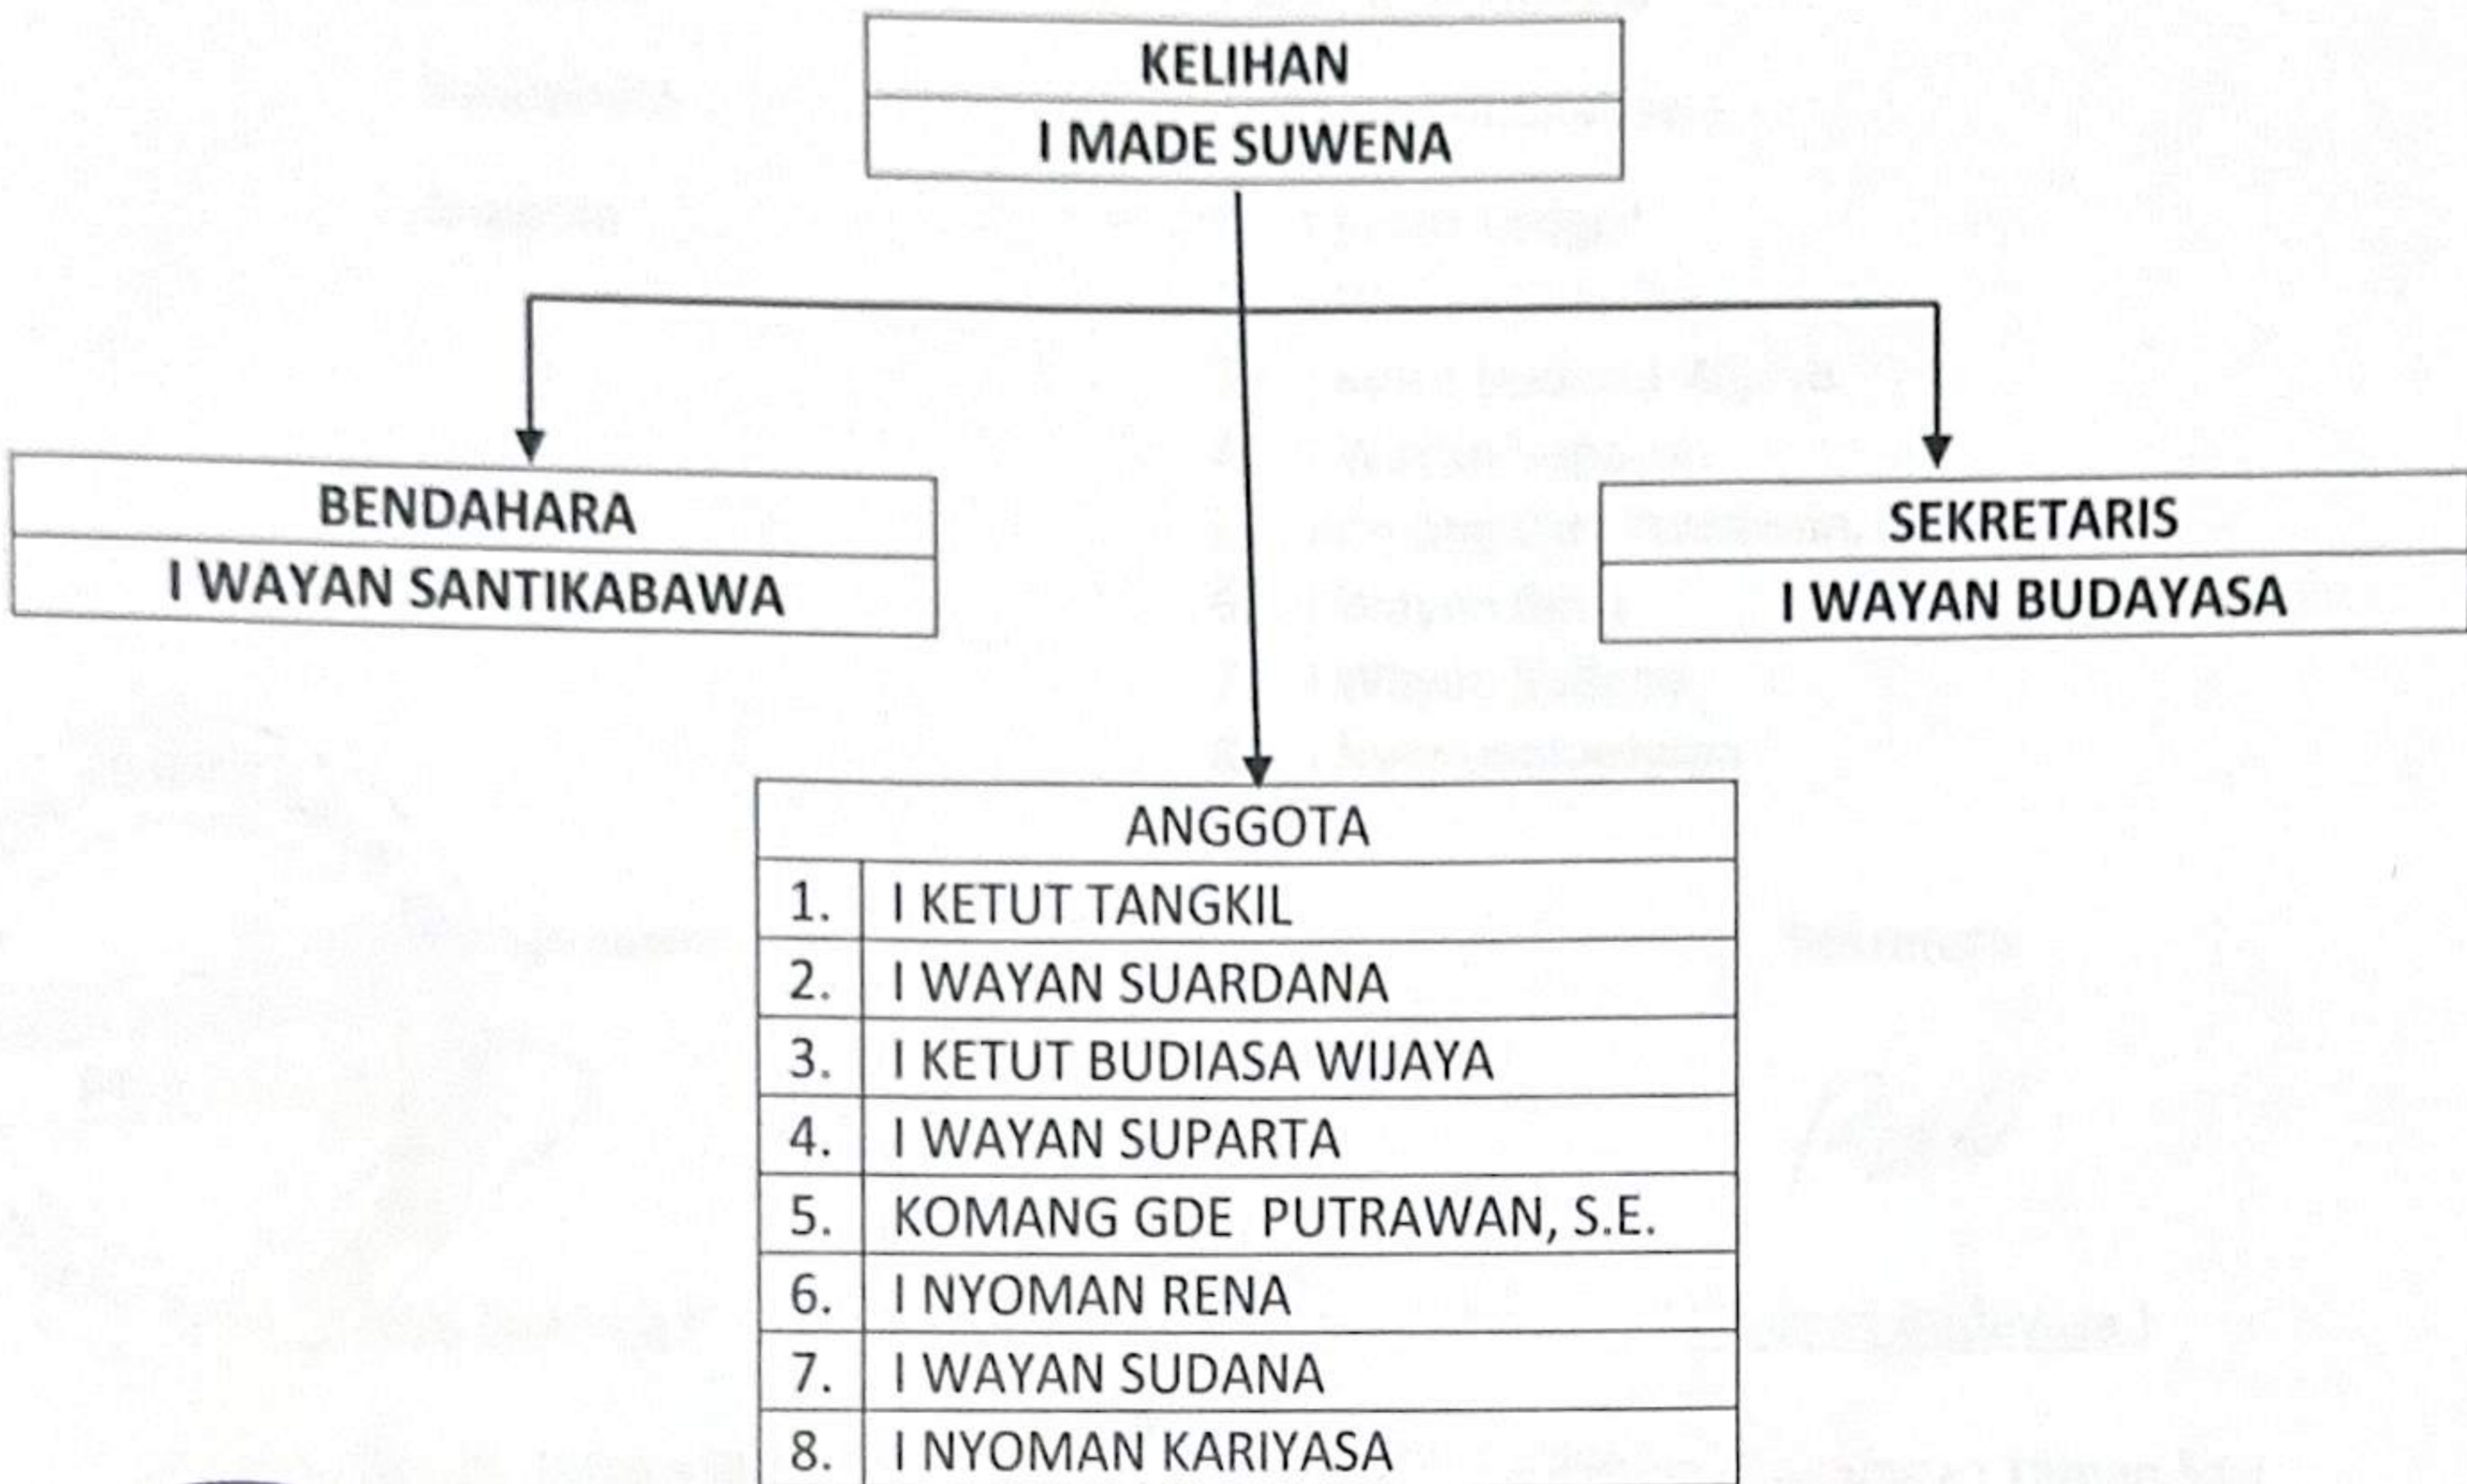 KELIHAN
I MADE SUWENA
BENDAHARA
I WAYAN SANTIKABAWA
SEKRETARIS
I WAYAN BUDAYASA
ANGGOTA
1. I KETUT TANGKIL
2. I WAYAN SUARDANA
3. I KETUT BUDIASA WIJAYA
4. I WAYAN SUPARTA
5. KOMANG GDE PUTRAWAN, S.E.
6. I NYOMAN RENA
7. I WAYAN SUDANA
8. I NYOMAN KARIYASA